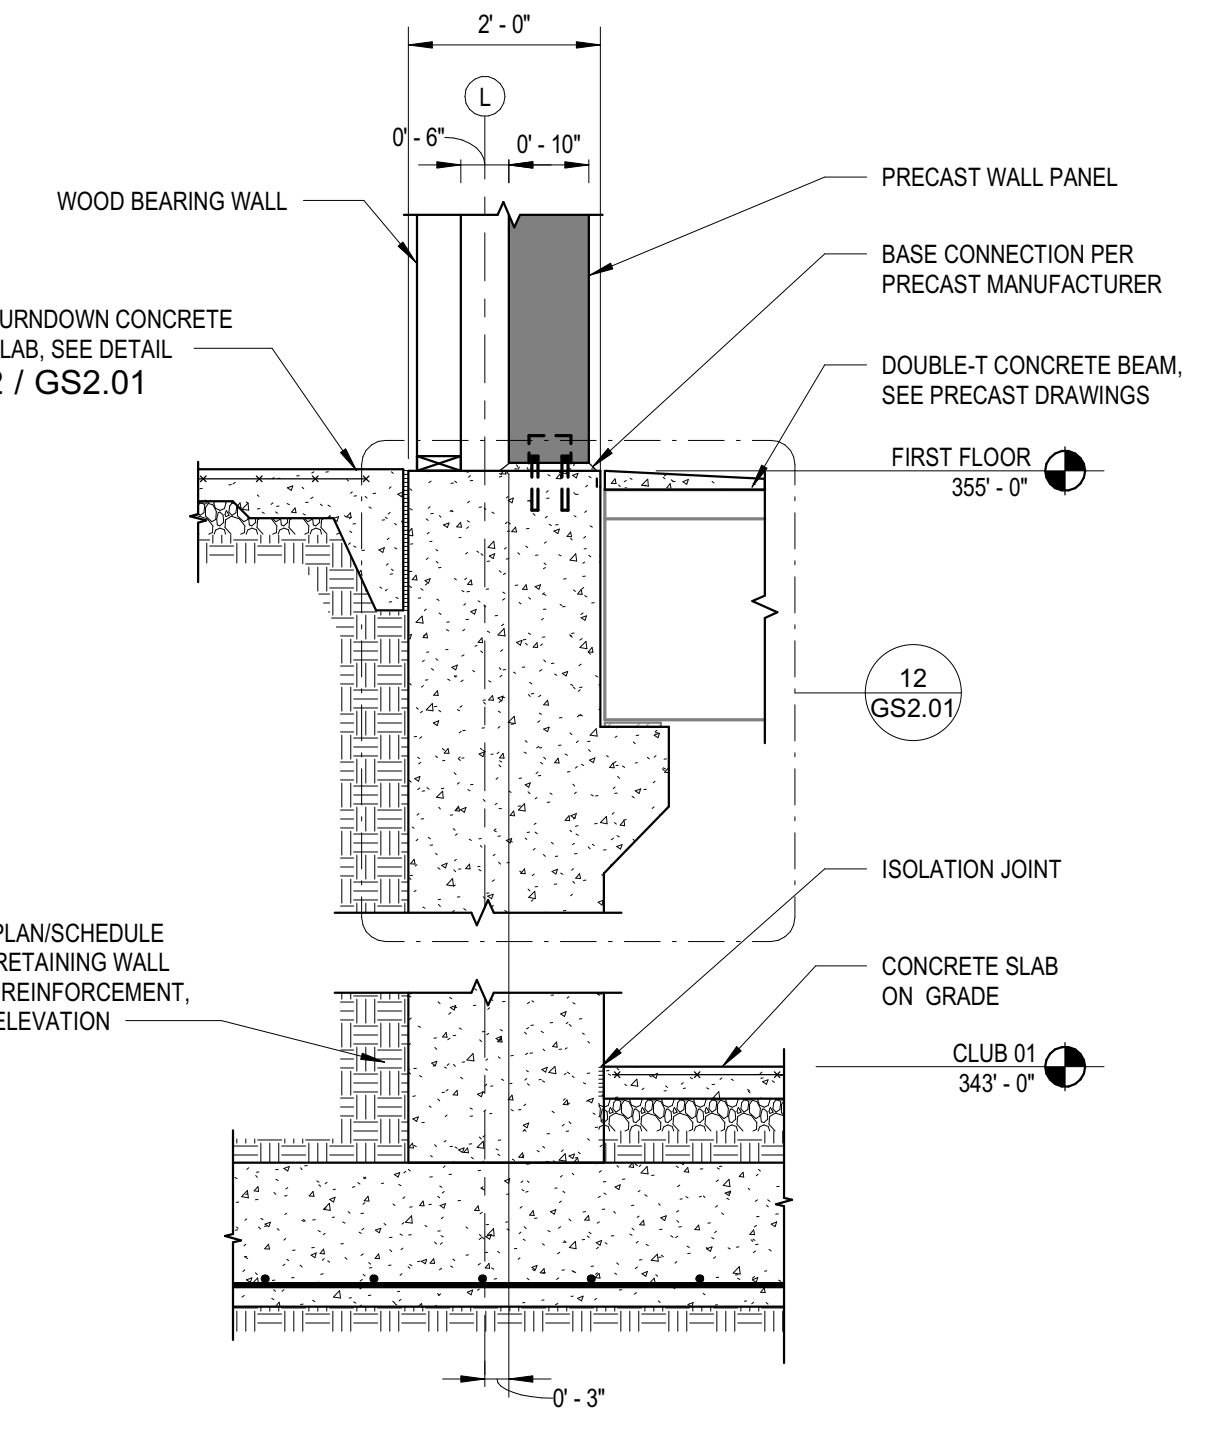 2' - 0"
L
0' - 6"
0' - 10"
WOOD BEARING WALL
PRECAST WALL PANEL
BASE CONNECTION PER
PRECAST MANUFACTURER
URNDOWN CONCRETE
LAB, SEE DETAIL
2 / GS2.01
DOUBLE-T CONCRETE BEAM,
SEE PRECAST DRAWINGS
FIRST FLOOR
355' - 0"
12
GS2.01
ISOLATION JOINT
PLAN/SCHEDULE
RETAINING WALL
REINFORCEMENT,
ELEVATION
CONCRETE SLAB
ON GRADE
CLUB 01
343' - 0"
0' - 3"